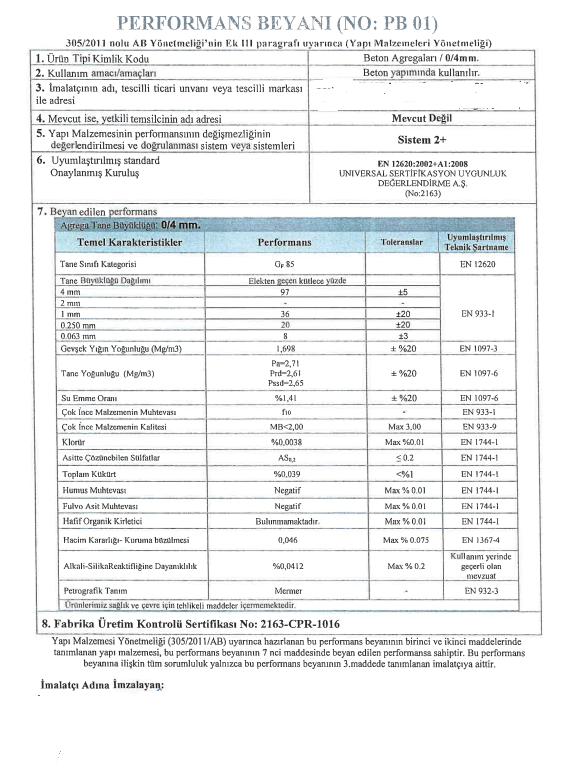 PERFORMANS BEYANI (NO: PB 01)
305/2011 nolu AB Yönetmeliği'nin Ek III paragrafı uyarınca (Yapı Malzemeleri Yönetmeliği)
1. Ürün Tipi Kimlik Kodu Beton Agregaları / 0/4mm.
2. Kullanım amacı/amaçları Beton yapımında kullanılır.
3. İmalatçının adı, tescilli ticari unvanı veya tescilli markası
ile adresi
4. Mevcut ise, yetkili temsilcinin adı adresi Mevcut Değil
5. Yapı Malzemesinin performansının değişmezliğinin
değerlendirilmesi ve doğrulanması sistem veya sistemleri Sistem 2+
6. Uyumlaştırılmış standard
Onaylanmış Kuruluş
EN 12620:2002+A1:2008
UNIVERSAL SERTİFİKASYON UYGUNLUK
DEĞERLENDİRME A.Ş.
(No:2163)
7. Beyan edilen performans
Agrega Tane Büyüklüğü: 0/4 mm.
Temel Karakteristikler Performans Toleranslar Uyumlaştırılmış
Teknik Şartname
Tane Sınıfı Kategorisi GF 85 EN 12620
Tane Büyüklüğü Dağılımı Elekten geçen kütlece yüzde
4 mm 97 ±5
2 mm - -
1 mm 36 ±20 EN 933-1
0.250 mm 20 ±20
0.063 mm 8 ±3
Gevşek Yığın Yoğunluğu (Mg/m3) 1,698 ± %20 EN 1097-3
Pa=2,71
Tane Yoğunluğu (Mg/m3) Prd=2,61 ± %20 EN 1097-6
Pssd=2,65
Su Emme Oranı %1,41 ± %20 EN 1097-6
Çok İnce Malzemenin Muhtevası f10 - EN 933-1
Çok İnce Malzemenin Kalitesi MB<2,00 Max 3,00 EN 933-9
Klorür %0,0038 Max %0.01 EN 1744-1
Asitte Çözünebilen Sülfatlar AS0,2 ≤ 0.2 EN 1744-1
Toplam Kükürt %0,039 <%1 EN 1744-1
Humus Muhtevası Negatif Max % 0.01 EN 1744-1
Fulvo Asit Muhtevası Negatif Max % 0.01 EN 1744-1
Hafif Organik Kirletici Bulunmamaktadır. Max % 0.01 EN 1744-1
Hacim Kararlığı- Kuruma büzülmesi 0,046 Max % 0.075 EN 1367-4
Alkali-SilikaReaktifliğine Dayanıklılık %0,0412 Max % 0.2 Kullanım yerinde
geçerli olan
mevzuat
Petrografik Tanım Mermer - EN 932-3
Ürünlerimiz sağlık ve çevre için tehlikeli maddeler içermemektedir.
8. Fabrika Üretim Kontrolü Sertifikası No: 2163-CPR-1016
Yapı Malzemesi Yönetmeliği (305/2011/AB) uyarınca hazırlanan bu performans beyanının birinci ve ikinci maddelerinde
tanımlanan yapı malzemesi, bu performans beyanının 7 nci maddesinde beyan edilen performansa sahiptir. Bu performans
beyanına ilişkin tüm sorumluluk yalnızca bu performans beyanının 3.maddede tanımlanan imalatçıya aittir.
İmalatçı Adına İmzalayan: